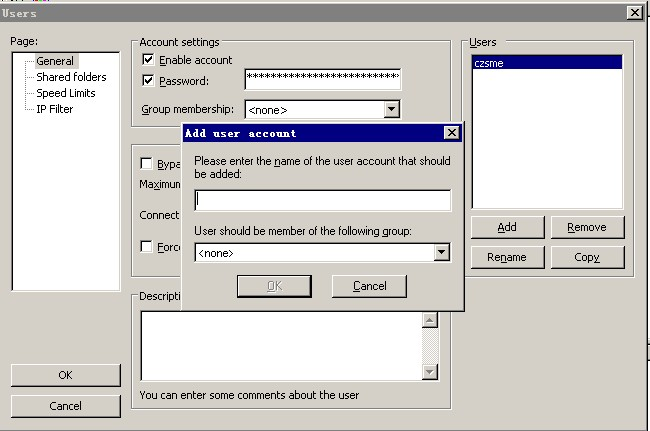 Users
Page:
General
Shared folders
Speed Limits
IP Filter
OK
Cancel
Account settings
Enable account
Password:
*************************
Group membership:
<none>
Bypa
Maximun
Connect
Force
Descripti
You can enter some comments about the user
Add user account
Please enter the name of the user account that should
be added:
User should be member of the following group:
<none>
OK
Cancel
Users
czsme
Add
Remove
Rename
Copy